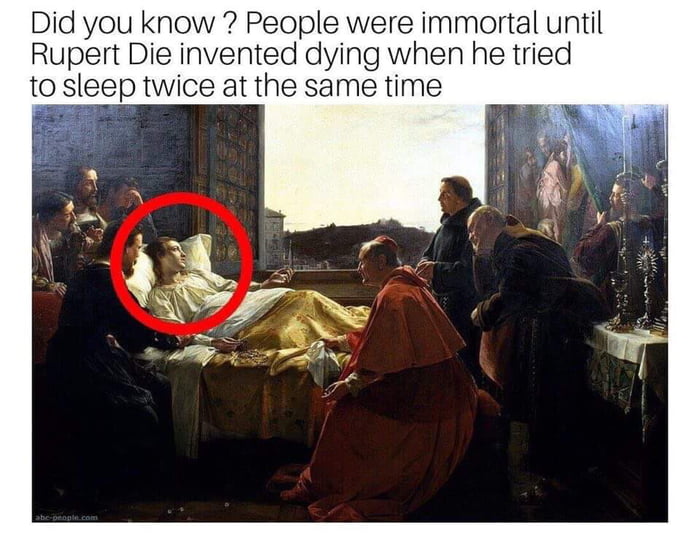 Did you know ? People were immortal until
Rupert Die invented dying when he tried
to sleep twice at the same time
abc-people.com